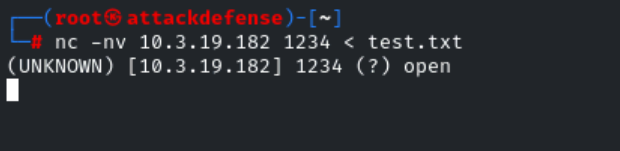 ┌──(root㉿attackdefense)-[~]
└─# nc -nv 10.3.19.182 1234 < test.txt
(UNKNOWN) [10.3.19.182] 1234 (?) open